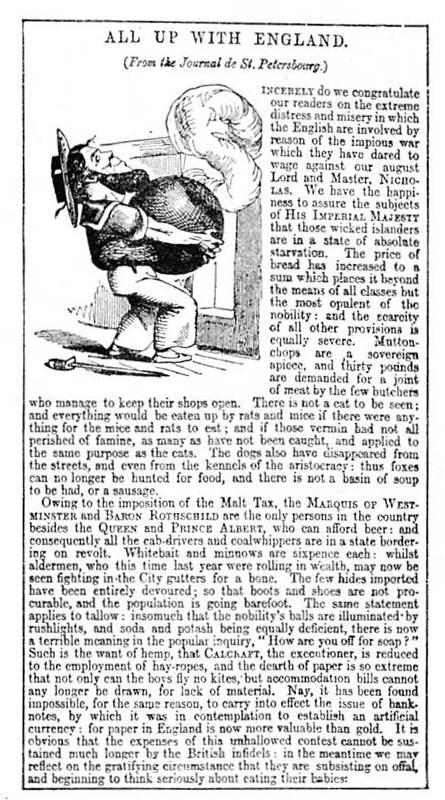 ALL UP WITH ENGLAND.
(From the Journal de St. Petersbourg.)
SINCERELY do we congratulate
our readers on the extreme
distress and misery in which
the English are involved by
reason of the impious war
which they have dared to
wage against our august
Lord and Master, NICHO-
LAS. We have the happi-
ness to assure the subjects
of HIS IMPERIAL MAJESTY
that those wicked islanders
are in a state of absolute
starvation. The price of
bread has increased to a
sum which places it beyond
the means of all classes but
the most opulent of the
nobility: and the scarcity
of all other provisions is
equally severe. Mutton-
chops are a sovereign
apiece, and thirty pounds
are demanded for a joint
of meat by the few butchers
who manage to keep their shops open. There is not a cat to be seen;
and everything would be eaten up by rats and mice if there were any-
thing for the mice and rats to eat; and if those vermin had not all
perished of famine, as many as have not been caught, and applied to
the same purpose as the cats. The dogs also have disappeared from
the streets, and even from the kennels of the aristocracy: thus foxes
can no longer be hunted for food, and there is not a basin of soup
to be had, or a sausage.
Owing to the imposition of the Malt Tax, the MARQUIS OF WEST-
MINSTER and BARON ROTHSCHILD are the only persons in the country
besides the QUEEN and PRINCE ALBERT, who can afford beer: and
consequently all the cab-drivers and coalwhippers are in a state border-
ing on revolt. Whitebait and minnows are sixpence each: whilst
aldermen, who this time last year were rolling in wealth, may now be
seen fighting in the City gutters for a bone. The few hides imported
have been entirely devoured; so that boots and shoes are not pro-
curable, and the population is going barefoot. The same statement
applies to tallow: insomuch that the nobility's balls are illuminated by
rushlights, and soda and potash being equally deficient, there is now
a terrible meaning in the popular inquiry, "How are you off for soap?"
Such is the want of hemp, that CALCRAFT, the executioner, is reduced
to the employment of hay-ropes, and the dearth of paper is so extreme
that not only can the boys fly no kites, but accommodation bills cannot
any longer be drawn, for lack of material. Nay, it has been found
impossible, for the same reason, to carry into effect the issue of bank-
notes, by which it was in contemplation to establish an artificial
currency: for paper in England is now more valuable than gold. It is
obvious that the expenses of this unhallowed contest cannot be sus-
tained much longer by the British infidels: in the meantime we may
reflect on the gratifying circumstance that they are subsisting on offal,
and beginning to think seriously about eating their babies.